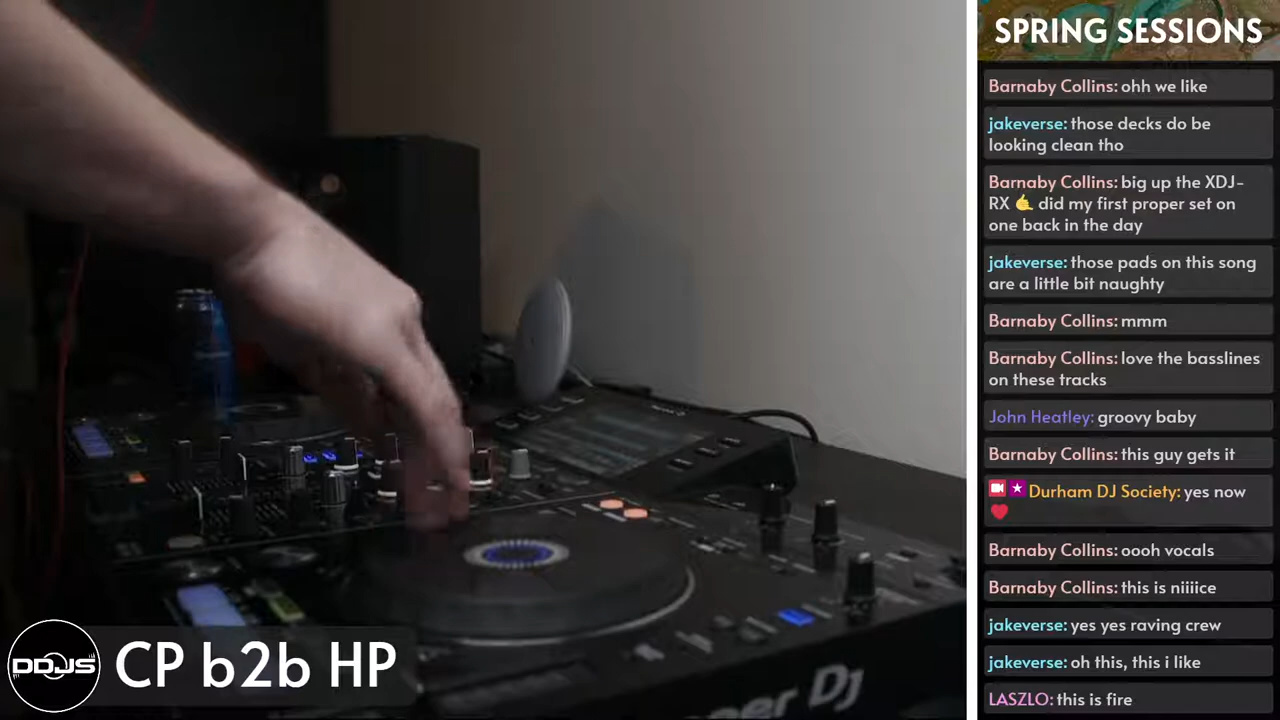 SPRING SESSIONS
Barnaby Collins: ohh we like
jakeverse: those decks do be
looking clean tho
Barnaby Collins: big up the XDJ-
RX 🤙 did my first proper set on
one back in the day
jakeverse: those pads on this song
are a little bit naughty
Barnaby Collins: mmm
Barnaby Collins: love the basslines
on these tracks
John Heatley: groovy baby
Barnaby Collins: this guy gets it
Durham DJ Society: yes now
❤️
Barnaby Collins: oooh vocals
Barnaby Collins: this is niiice
jakeverse: yes yes raving crew
jakeverse: oh this, this i like
LASZLO: this is fire
DDJS
CP b2b HP
Dj